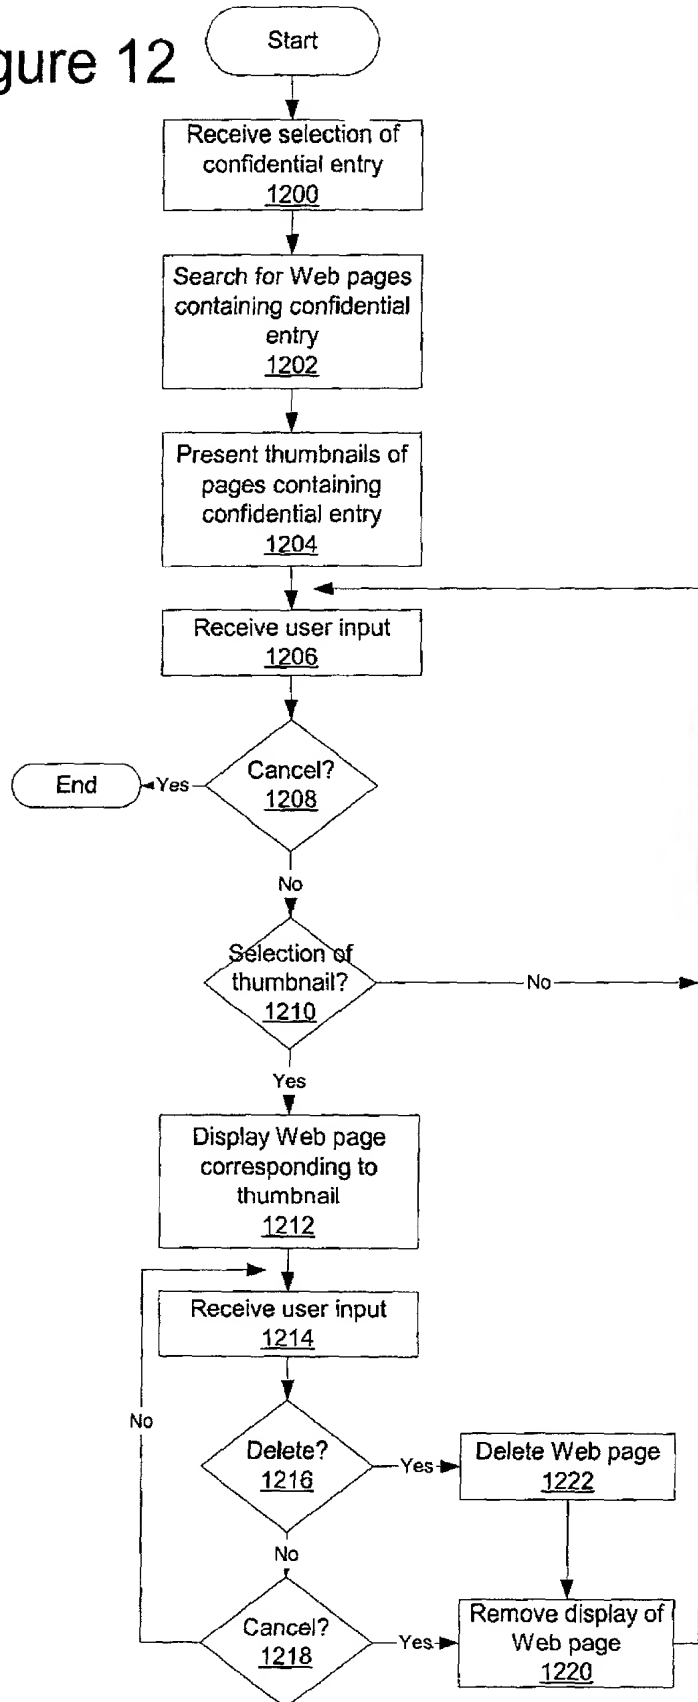 gure 12
Start
Receive selection of
confidential entry
1200
Search for Web pages
containing confidential
entry
1202
Present thumbnails of
pages containing
confidential entry
1204
Receive user input
1206
Cancel?
1208
Yes
End
No
Selection of
thumbnail?
1210
No
Yes
Display Web page
corresponding to
thumbnail
1212
Receive user input
1214
No
Delete?
1216
Yes
Delete Web page
1222
No
Cancel?
1218
Yes
Remove display of
Web page
1220